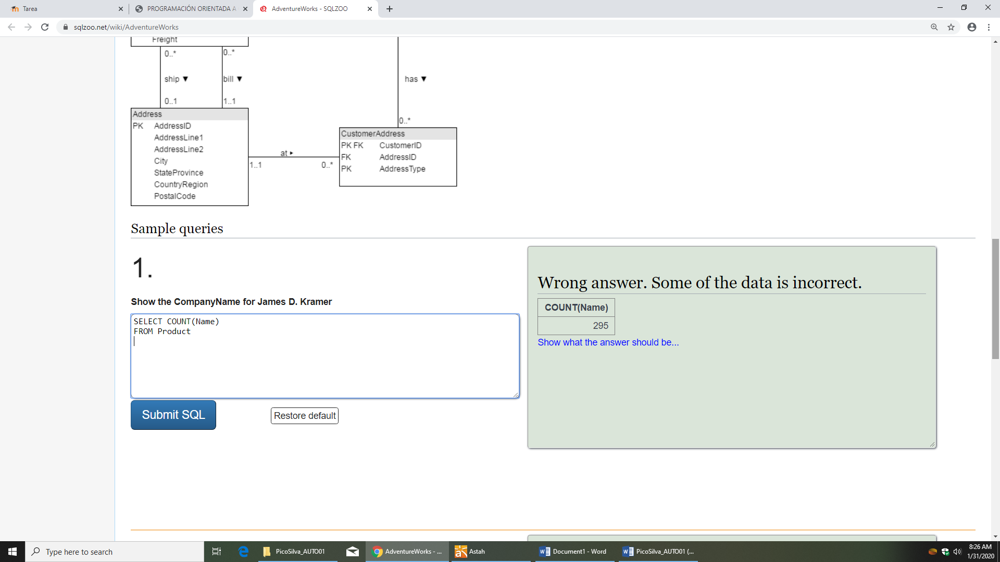 Tarea
PROGRAMACIÓN ORIENTADA A
AdventureWorks - SQLZOO
sqlzoo.net/wiki/AdventureWorks
Freight
0..*
0..*
ship ▼
bill ▼
has ▼
0..1
1..1
0..*
Address
PK AddressID
AddressLine1
AddressLine2
City
StateProvince
CountryRegion
PostalCode
at ▸
1..1
0..*
CustomerAddress
PK FK CustomerID
FK AddressID
PK AddressType
Sample queries
1.
Show the CompanyName for James D. Kramer
SELECT COUNT(Name)
FROM Product
Submit SQL
Restore default
Wrong answer. Some of the data is incorrect.
COUNT(Name)
295
Show what the answer should be...
Type here to search
PicoSilva_AUTO01
AdventureWorks - ...
Astah
Document1 - Word
PicoSilva_AUTO01 (...
8:26 AM
1/31/2020